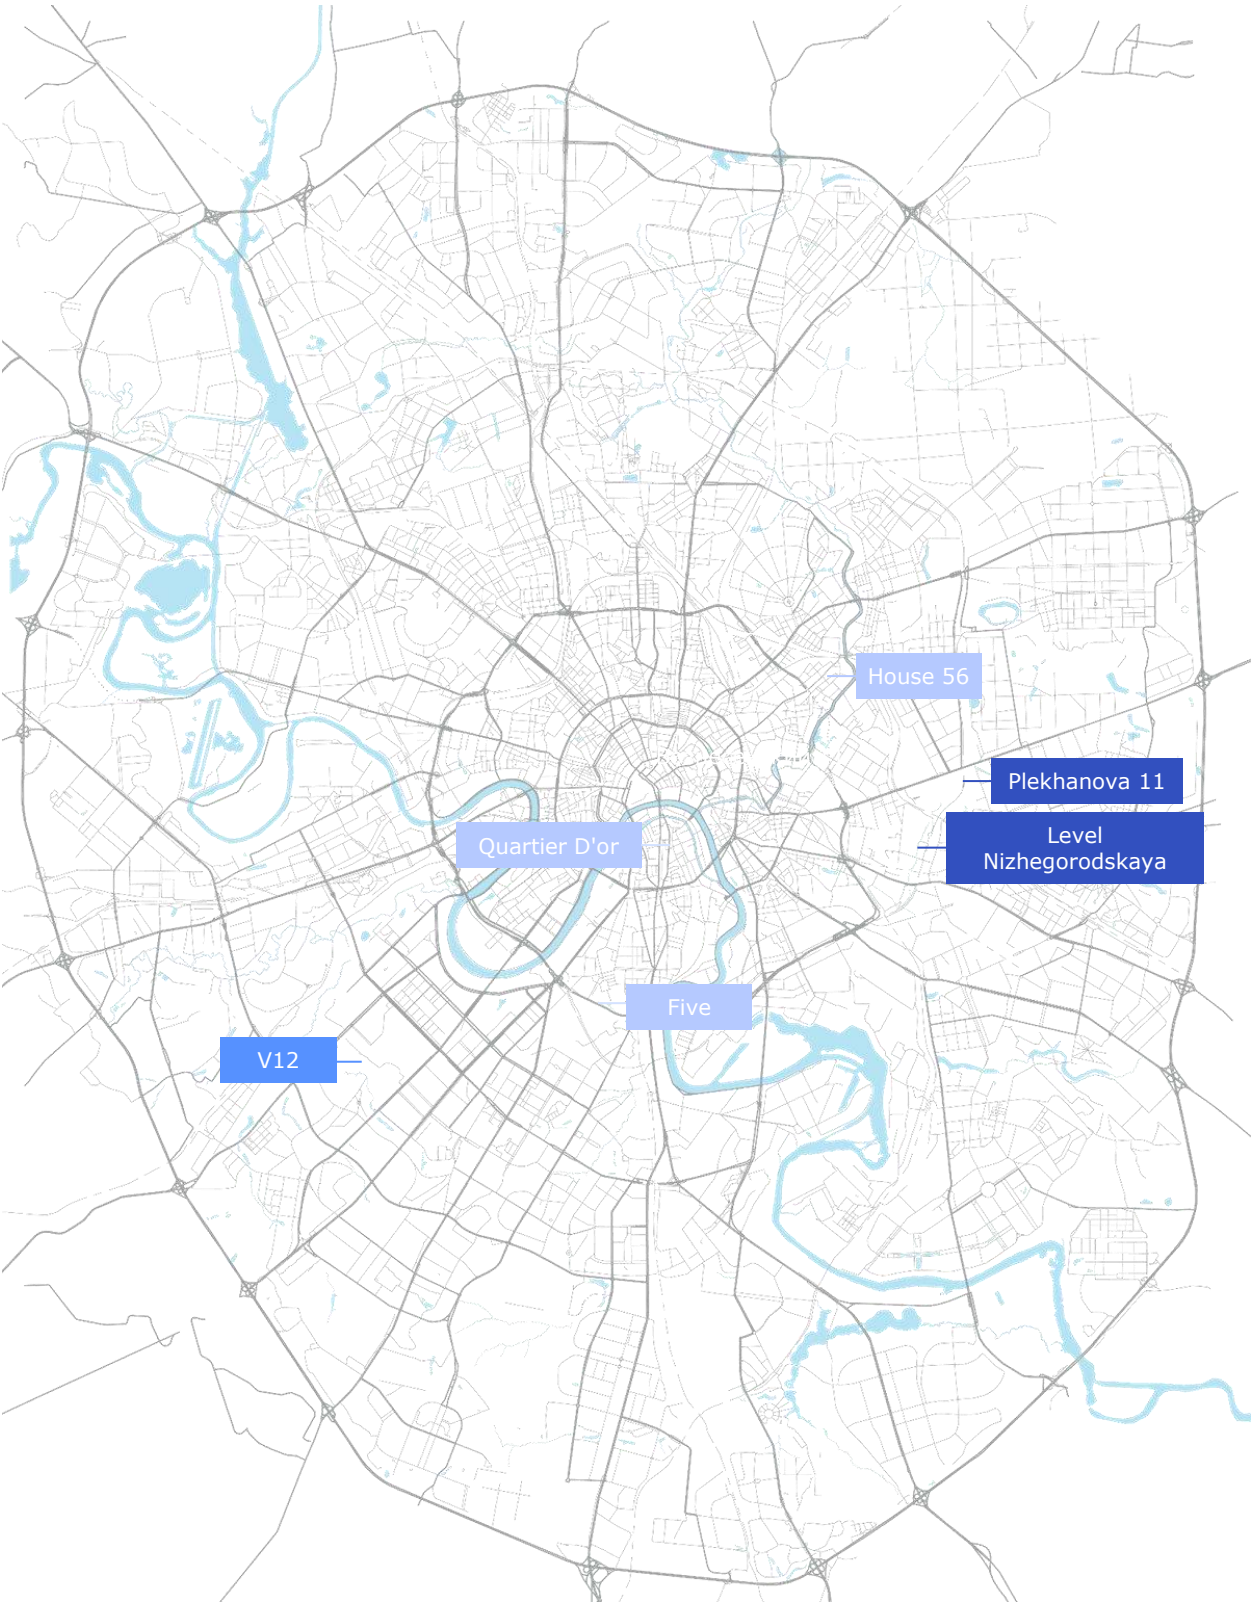 House 56
Plekhanova 11
Level
Nizhegorodskaya
Quartier D'or
Five
V12